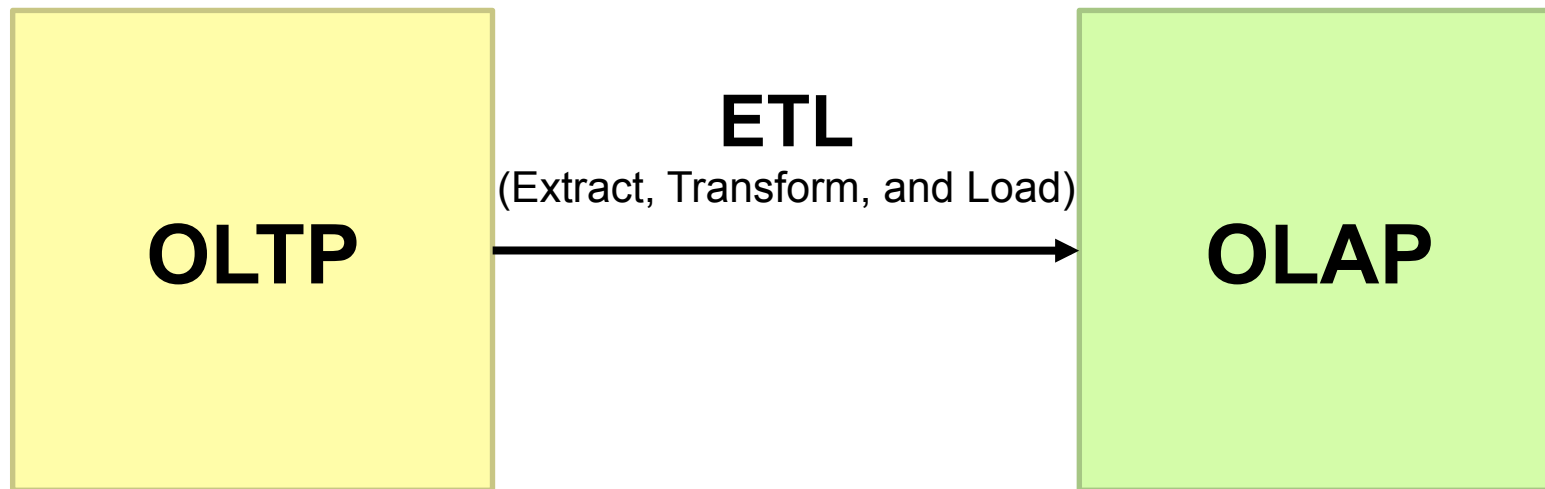 ETL
(Extract, Transform, and Load)
OLTP
OLAP